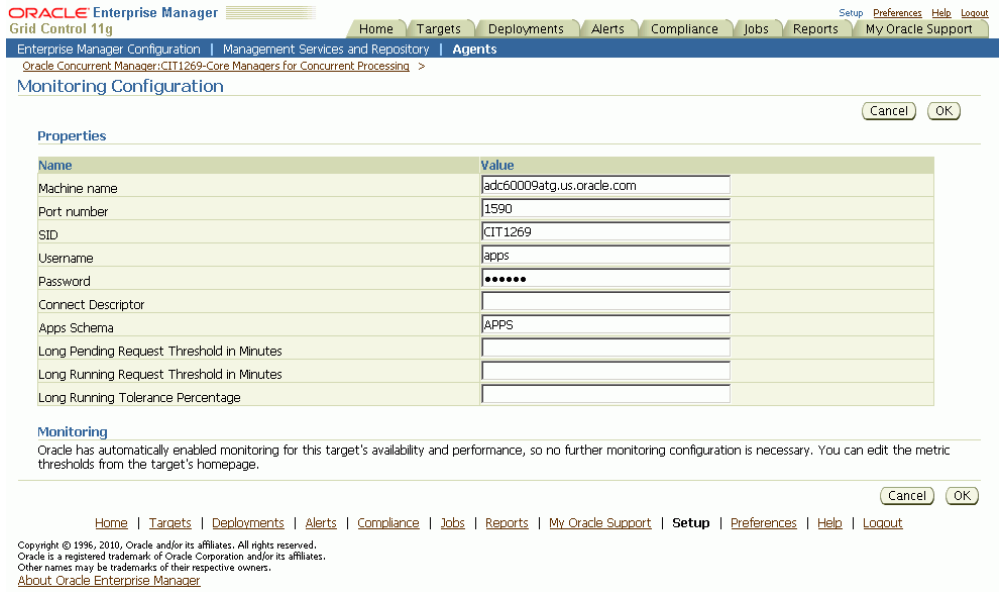 ORACLE Enterprise Manager
Grid Control 11g
Setup Preferences Help Logout
Home Targets Deployments Alerts Compliance Jobs Reports My Oracle Support
Enterprise Manager Configuration | Management Services and Repository | Agents
Oracle Concurrent Manager:CIT1269-Core Managers for Concurrent Processing >
Monitoring Configuration
Cancel OK
Properties
Name Value
Machine name adc60009atg.us.oracle.com
Port number 1590
SID CIT1269
Username apps
Password ••••••
Connect Descriptor
Apps Schema APPS
Long Pending Request Threshold in Minutes
Long Running Request Threshold in Minutes
Long Running Tolerance Percentage
Monitoring
Oracle has automatically enabled monitoring for this target's availability and performance, so no further monitoring configuration is necessary. You can edit the metric
thresholds from the target's homepage.
Cancel OK
Home | Targets | Deployments | Alerts | Compliance | Jobs | Reports | My Oracle Support | Setup | Preferences | Help | Logout
Copyright © 1996, 2010, Oracle and/or its affiliates. All rights reserved.
Oracle is a registered trademark of Oracle Corporation and/or its affiliates.
Other names may be trademarks of their respective owners.
About Oracle Enterprise Manager